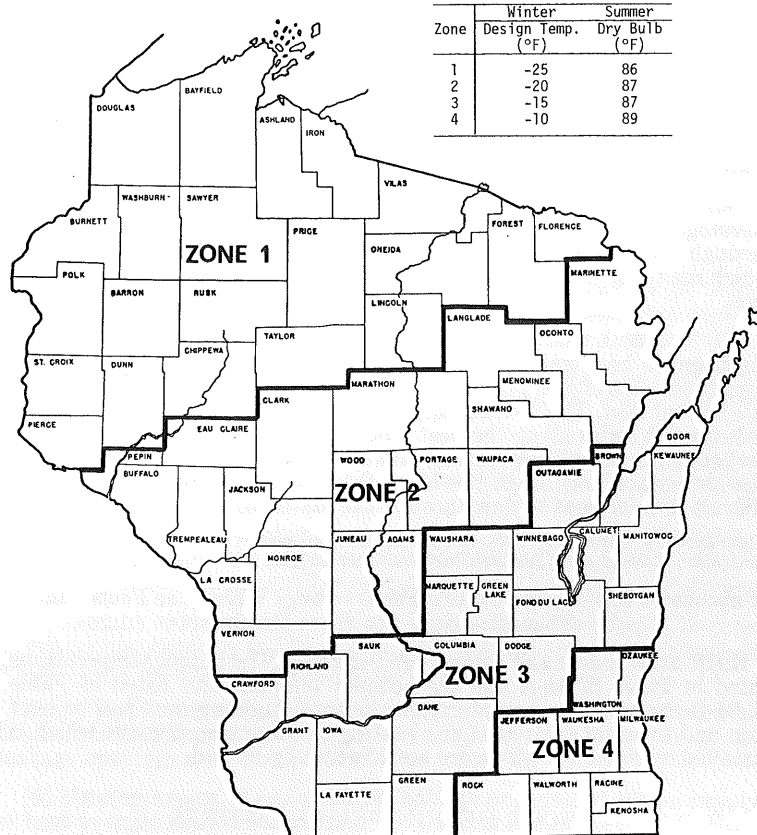 Winter Summer
Zone Design Temp. Dry Bulb
(°F) (°F)
1 -25 86
2 -20 87
3 -15 87
4 -10 89
BAYFIELD
DOUGLAS
ASHLAND
IRON
VILAS
WASHBURN
SAWYER
BURNETT
FOREST
FLORENCE
PRICE
ZONE 1
ONEIDA
POLK
MARINETTE
BARRON
RUSK
LINCOLN
LANGLADE
OCONTO
TAYLOR
CHIPPEWA
ST. CROIX
DUNN
MARATHON
MENOMINEE
CLARK
SHAWANO
PIERCE
EAU CLAIRE
DOOR
PEPIN
WOOD
PORTAGE
WAUPACA
BROWN
KEWAUNEE
BUFFALO
OUTAGAMIE
JACKSON
ZONE 2
TREMPEALEAU
JUNEAU
ADAMS
WAUSHARA
WINNEBAGO
CALUMET
MANITOWOC
MONROE
LA CROSSE
MARQUETTE
GREEN
LAKE
FOND DU LAC
SHEBOYGAN
VERNON
SAUK
COLUMBIA
DODGE
OZAUKEE
RICHLAND
CRAWFORD
ZONE 3
WASHINGTON
DANE
JEFFERSON
WAUKESHA
MILWAUKEE
GRANT
IOWA
ZONE 4
GREEN
ROCK
WALWORTH
RACINE
LA FAYETTE
KENOSHA